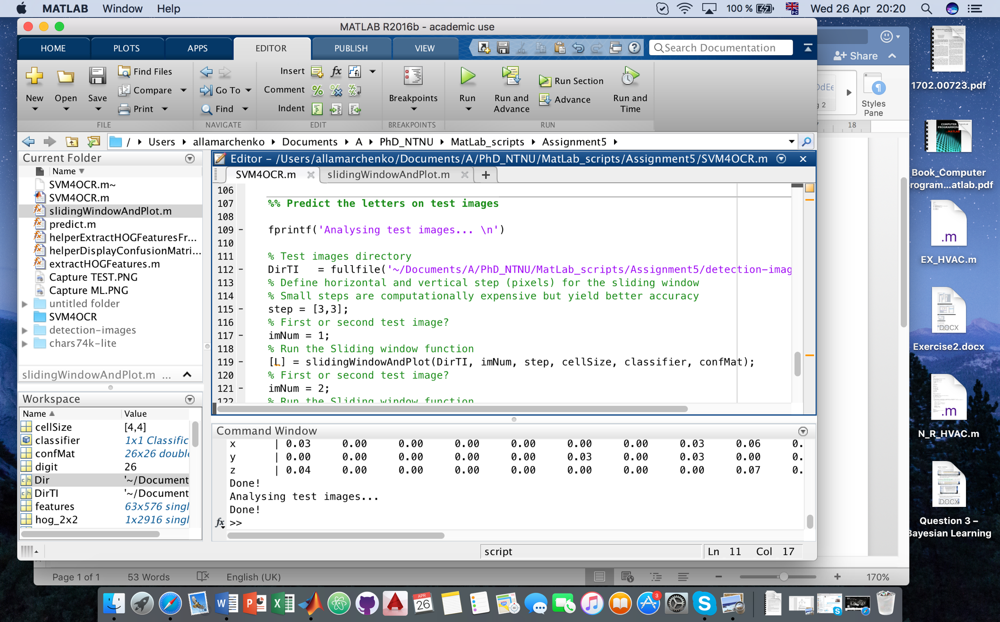 MATLAB Window Help 100 % Wed 26 Apr 20:20
MATLAB R2016b - academic use
HOME PLOTS APPS EDITOR PUBLISH VIEW Search Documentation
New Open Save Find Files Compare Print
FILE
Go To Find
NAVIGATE
Insert fx
Comment
Indent
EDIT
Breakpoints
BREAKPOINTS
Run Run and Advance Run Section Advance Run and Time
RUN
/ Users allamarchenko Documents A PhD_NTNU MatLab_scripts Assignment5
Current Folder
Name
SVM4OCR.m~
SVM4OCR.m
slidingWindowAndPlot.m
predict.m
helperExtractHOGFeaturesFr...
helperDisplayConfusionMatri...
extractHOGFeatures.m
Capture TEST.PNG
Capture ML.PNG
untitled folder
SVM4OCR
detection-images
chars74k-lite
slidingWindowAndPlot.m ...
Workspace
Name Value
cellSize [4,4]
classifier 1x1 Classific
confMat 26x26 double
digit 26
Dir '~/Document
DirTI '~/Document
features 63x576 singl
hog_2x2 1x2916 singl
Editor - /Users/allamarchenko/Documents/A/PhD_NTNU/MatLab_scripts/Assignment5/SVM4OCR.m
SVM4OCR.m slidingWindowAndPlot.m +
106
107 %% Predict the letters on test images
108
109 - fprintf('Analysing test images... \n')
110
111 % Test images directory
112 - DirTI = fullfile('~/Documents/A/PhD_NTNU/MatLab_scripts/Assignment5/detection-imag
113 % Define horizontal and vertical step (pixels) for the sliding window
114 % Small steps are computationally expensive but yield better accuracy
115 - step = [3,3];
116 % First or second test image?
117 - imNum = 1;
118 % Run the Sliding window function
119 - [L] = slidingWindowAndPlot(DirTI, imNum, step, cellSize, classifier, confMat);
120 % First or second test image?
121 - imNum = 2;
122 % Run the Sliding window function
Command Window
x | 0.03 0.00 0.00 0.00 0.00 0.00 0.00 0.03 0.06 0.
y | 0.00 0.00 0.00 0.00 0.00 0.03 0.00 0.03 0.00 0.
z | 0.04 0.00 0.00 0.00 0.00 0.00 0.00 0.00 0.07 0.
Done!
Analysing test images...
Done!
fx >>
script Ln 11 Col 17
Share
Styles Pane
18
Page 1 of 1 53 Words English (UK) 170%
1702.00723.pdf
COMPUTER PROGRAMMING MATLAB
Book_Computer
rogram...atlab.pdf
.m
EX_HVAC.m
DOCX
Exercise2.docx
.m
N_R_HVAC.m
DOCX
Question 3 –
Bayesian Learning
APR 26
3